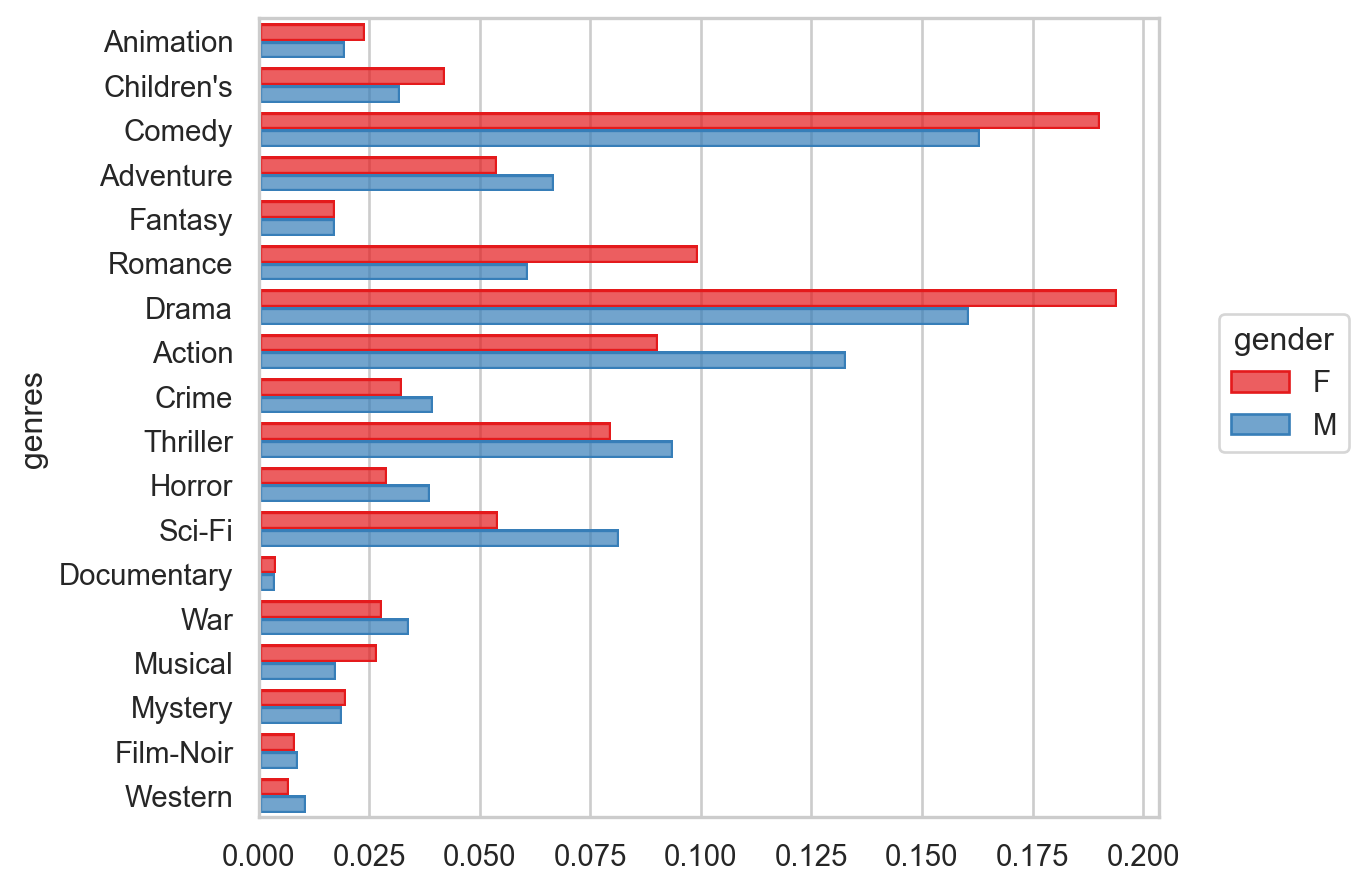 Animation
Children's
Comedy
Adventure
Fantasy
Romance
Drama
Action
Crime
Thriller
Horror
Sci-Fi
Documentary
War
Musical
Mystery
Film-Noir
Western
genres
0.000 0.025 0.050 0.075 0.100 0.125 0.150 0.175 0.200
gender
F
M